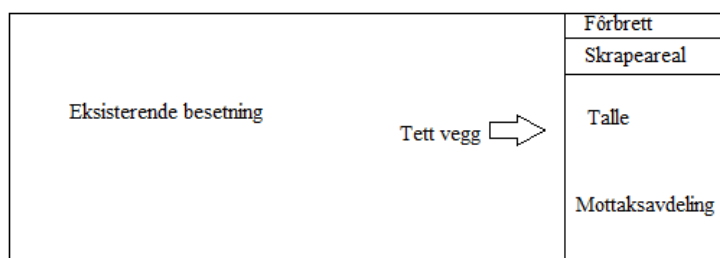 Fôrbrett
Skrapeareal
Eksisterende besetning
Tett vegg
Talle
Mottaksavdeling